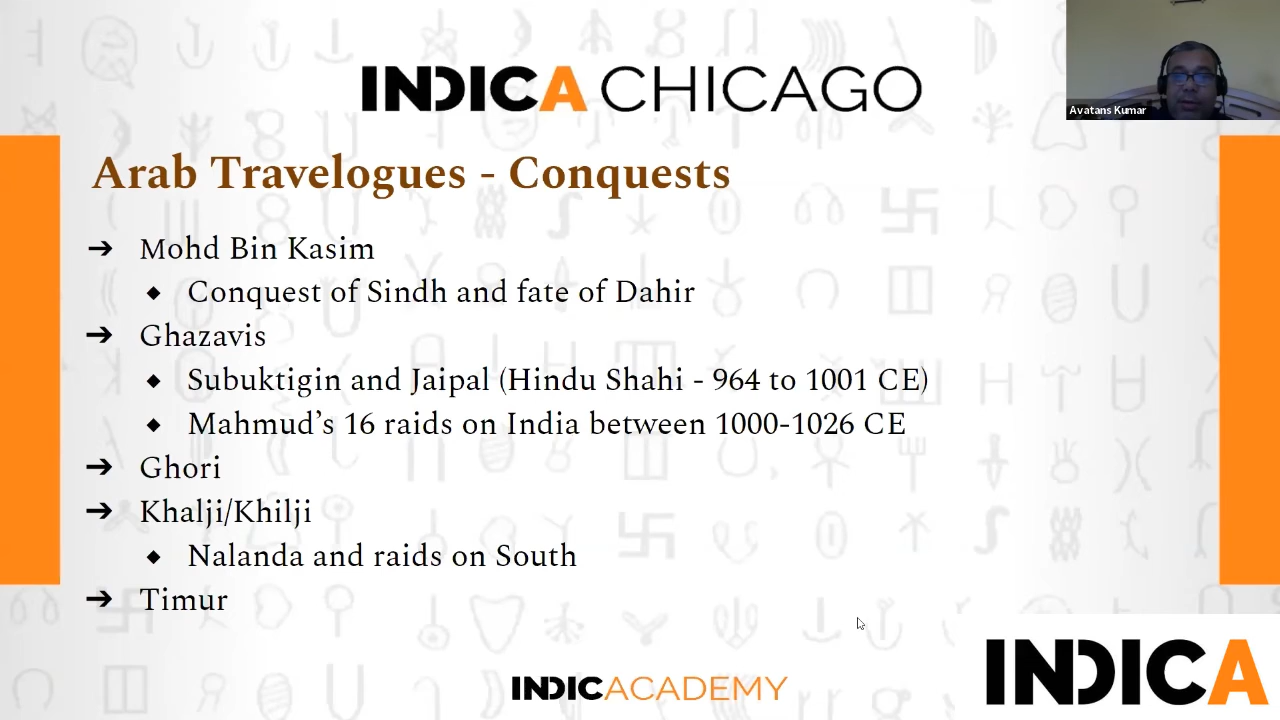 INDICA CHICAGO
Avatans Kumar
Arab Travelogues - Conquests
➔ Mohd Bin Kasim
◆ Conquest of Sindh and fate of Dahir
➔ Ghazavis
◆ Subuktigin and Jaipal (Hindu Shahi - 964 to 1001 CE)
◆ Mahmud’s 16 raids on India between 1000-1026 CE
➔ Ghori
➔ Khalji/Khilji
◆ Nalanda and raids on South
➔ Timur
INDICACADEMY
INDICA